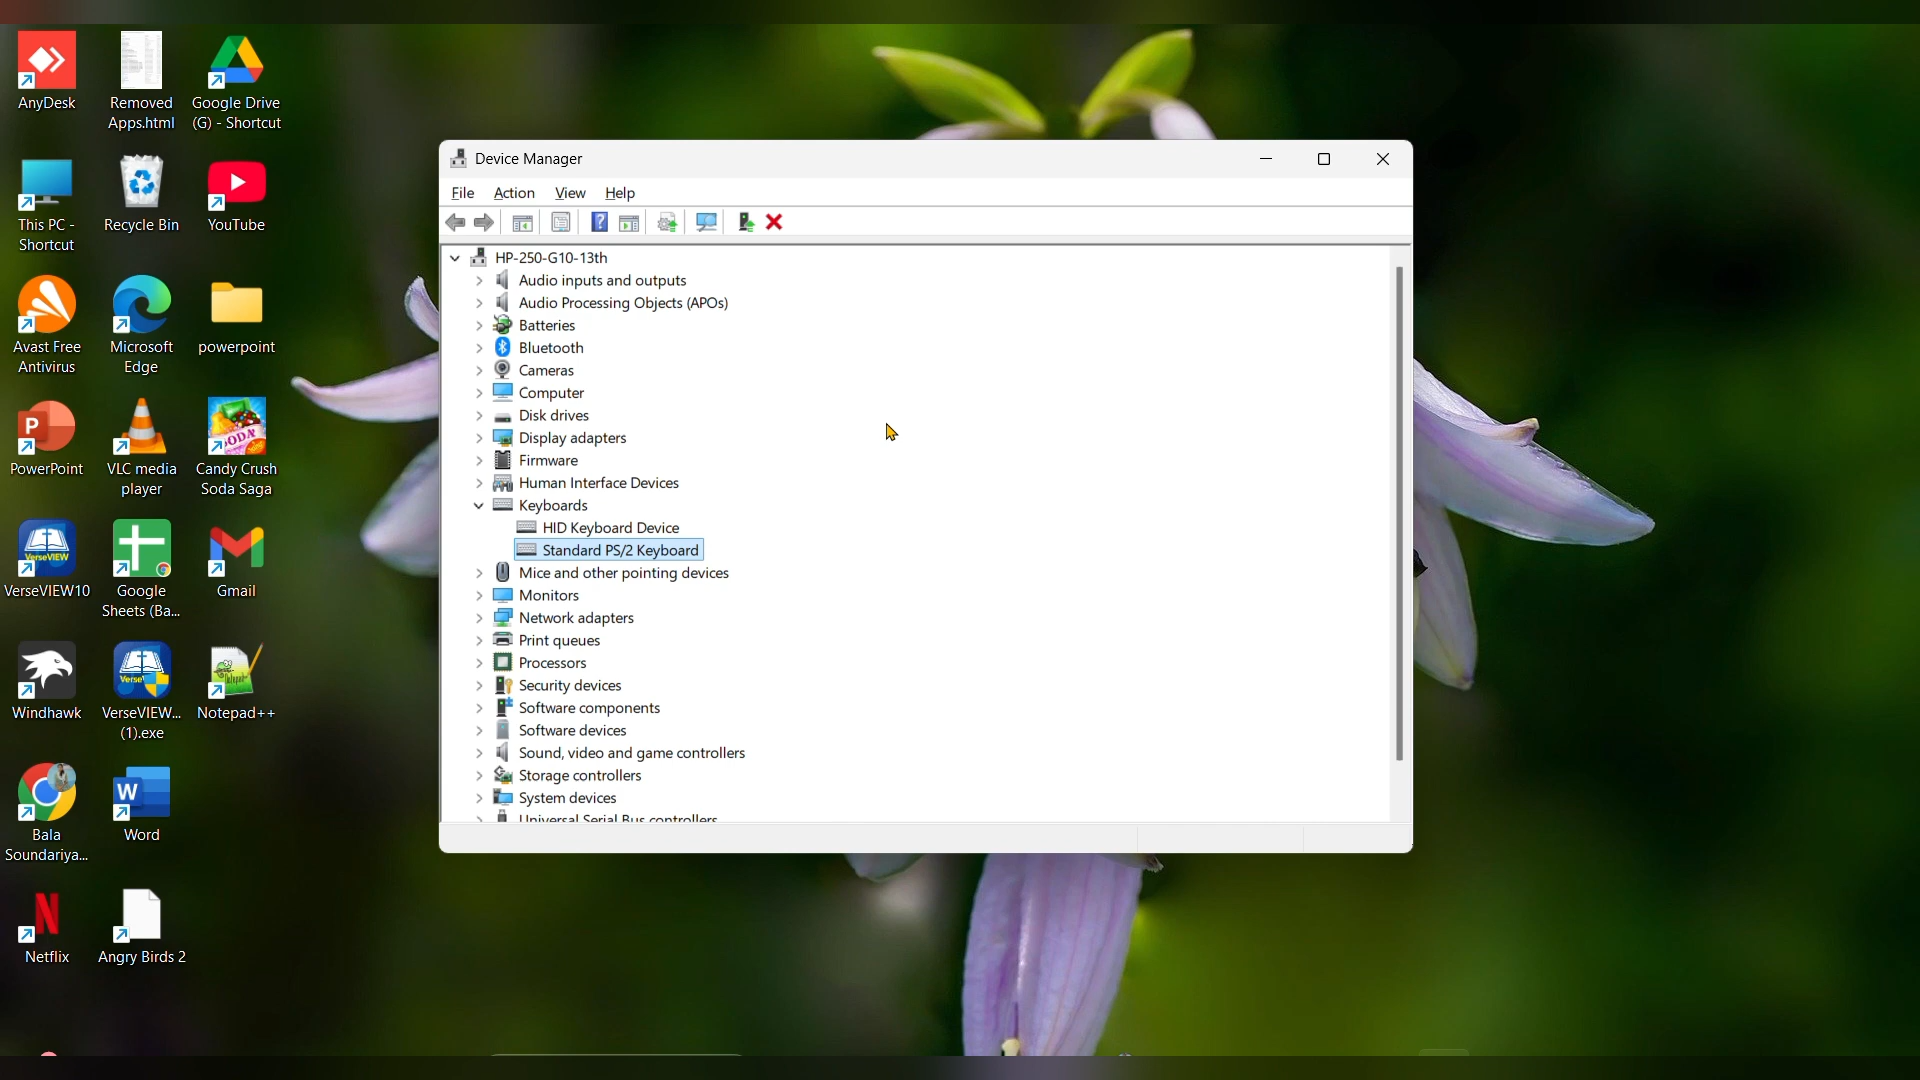 AnyDesk
Removed
Apps.html
Google Drive
(G) - Shortcut
This PC -
Shortcut
Recycle Bin
YouTube
Avast Free
Antivirus
Microsoft
Edge
powerpoint
PowerPoint
VLC media
player
Candy Crush
Soda Saga
VerseVIEW10
Google
Sheets (Ba...
Gmail
Windhawk
VerseVIEW...
(1).exe
Notepad++
Bala
Soundariya...
Word
Netflix
Angry Birds 2
Device Manager
File Action View Help
HP-250-G10-13th
Audio inputs and outputs
Audio Processing Objects (APOs)
Batteries
Bluetooth
Cameras
Computer
Disk drives
Display adapters
Firmware
Human Interface Devices
Keyboards
HID Keyboard Device
Standard PS/2 Keyboard
Mice and other pointing devices
Monitors
Network adapters
Print queues
Processors
Security devices
Software components
Software devices
Sound, video and game controllers
Storage controllers
System devices
Universal Serial Bus controllers